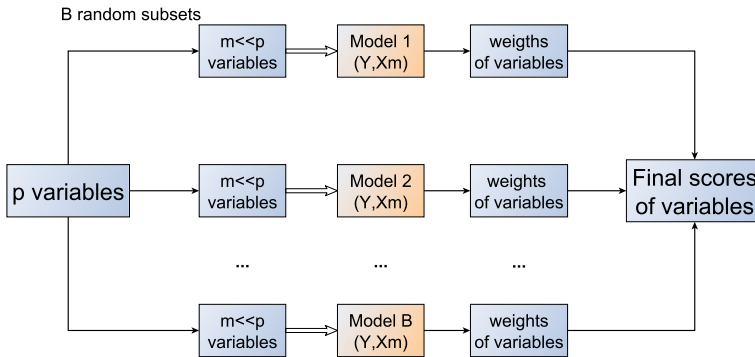 B random subsets
m<<p
variables
Model 1
(Y,Xm)
weigths
of variables
p variables
m<<p
variables
Model 2
(Y,Xm)
weights
of variables
Final scores
of variables
...
...
...
m<<p
variables
Model B
(Y,Xm)
weights
of variables